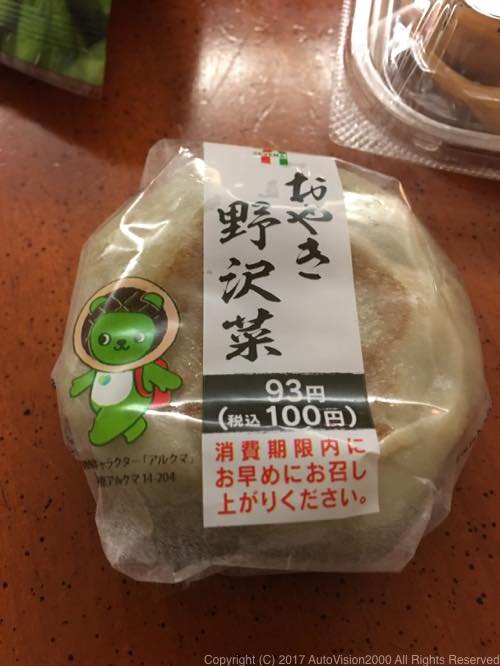 おやき
野沢菜
93円
(税込100円)
消費期限内に
お早めにお召し
上がりください。
キャラクター「アルクマ」
アルクマ 14-204
Copyright (C) 2017 AutoVision2000 All Rights Reserved.